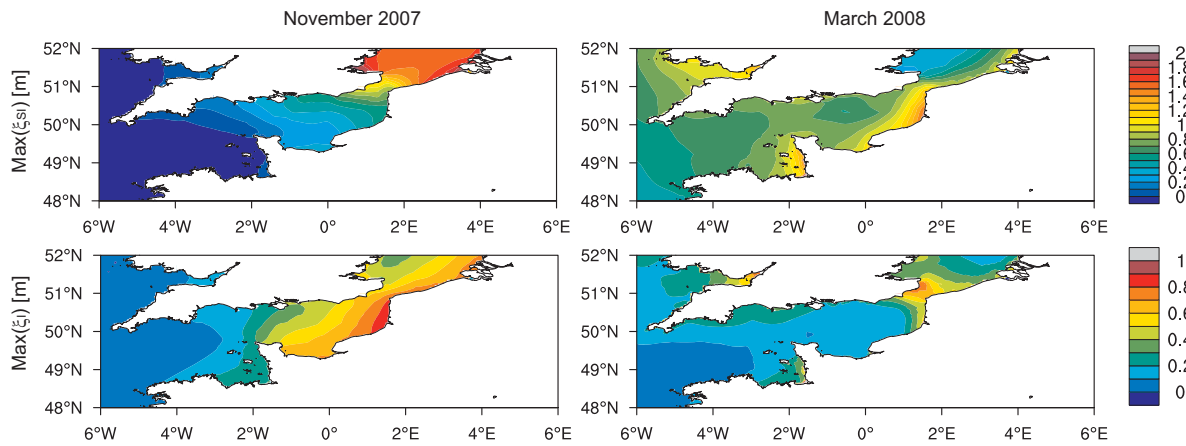 November 2007 March 2008
52°N 52°N 2
51°N 51°N
50°N 50°N 1
49°N 49°N
48°N 48°N 0
Max(ξSI) [m]
6°W 4°W 2°W 0° 2°E 4°E 6°E 6°W 4°W 2°W 0° 2°E 4°E 6°E
52°N 52°N 1
51°N 51°N 0.8
50°N 50°N 0.6
0.4
49°N 49°N 0.2
48°N 48°N 0
Max(ξI) [m]
6°W 4°W 2°W 0° 2°E 4°E 6°E 6°W 4°W 2°W 0° 2°E 4°E 6°E